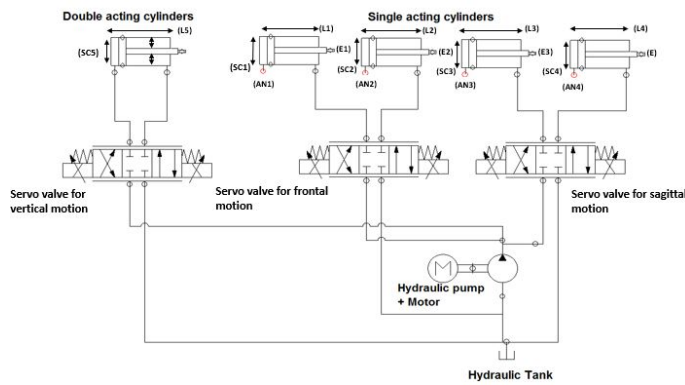 Double acting cylinders
Single acting cylinders
(L5)
(L1)
(L2)
(L3)
(L4)
(SC5)
(SC1)
(E1)
(SC2)
(E2)
(SC3)
(E3)
(SC4)
(E)
(AN1)
(AN2)
(AN3)
(AN4)
Servo valve for
vertical motion
Servo valve for frontal
motion
Servo valve for sagittal
motion
M
Hydraulic pump
+ Motor
Hydraulic Tank